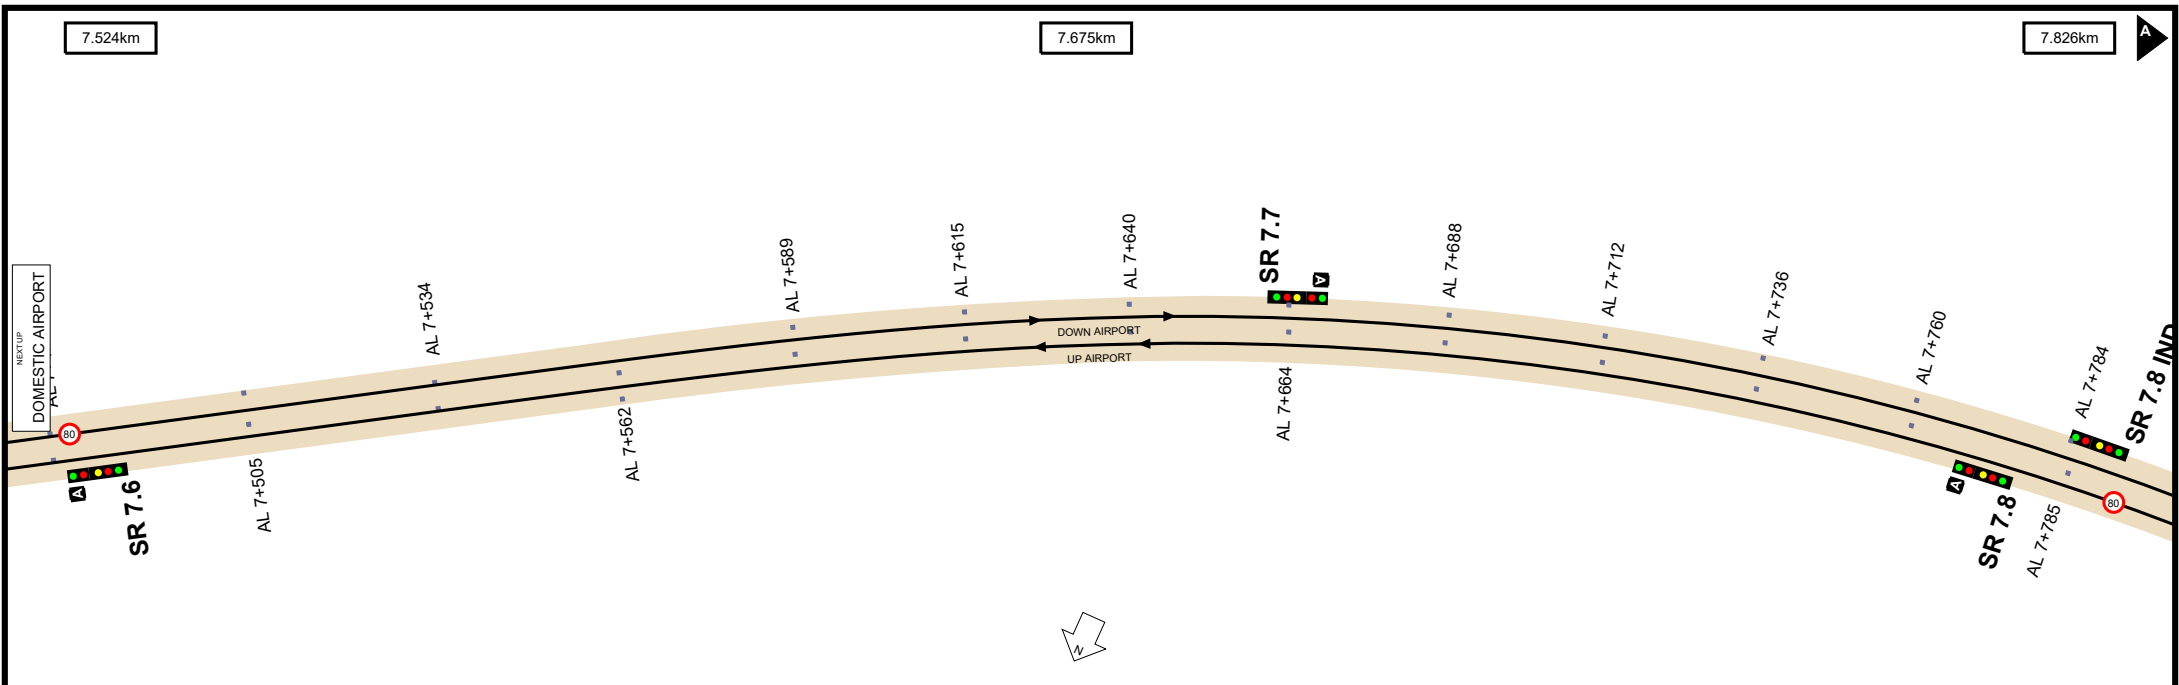 7.524km
7.675km
7.826km
A
NEXT UP
DOMESTIC AIRPORT
AL
80
A
SR 7.6
AL 7+505
AL 7+534
AL 7+562
AL 7+589
AL 7+615
AL 7+640
DOWN AIRPORT
UP AIRPORT
SR 7.7
A
AL 7+664
AL 7+688
AL 7+712
AL 7+736
AL 7+760
AL 7+784
SR 7.8 IND
A
SR 7.8
AL 7+785
80
N